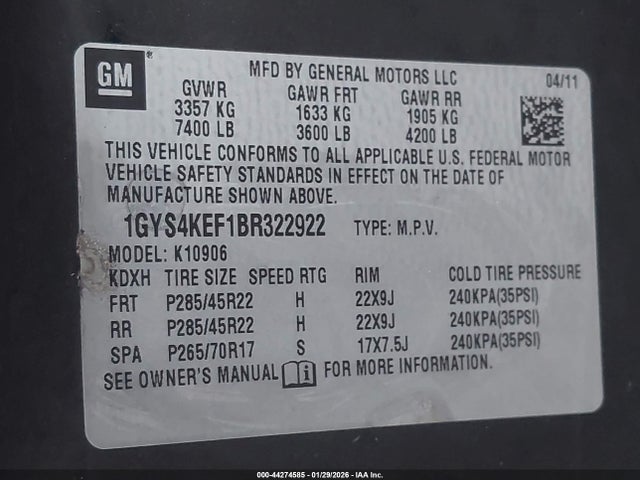 GM
MFD BY GENERAL MOTORS LLC 04/11
GVWR GAWR FRT GAWR RR
3357 KG 1633 KG 1905 KG
7400 LB 3600 LB 4200 LB
THIS VEHICLE CONFORMS TO ALL APPLICABLE U.S. FEDERAL MOTOR
VEHICLE SAFETY STANDARDS IN EFFECT ON THE DATE OF
MANUFACTURE SHOWN ABOVE.
1GYS4KEF1BR322922 TYPE: M.P.V.
MODEL: K10906
KDXH TIRE SIZE SPEED RTG RIM COLD TIRE PRESSURE
FRT P285/45R22 H 22X9J 240KPA(35PSI)
RR P285/45R22 H 22X9J 240KPA(35PSI)
SPA P265/70R17 S 17X7.5J 240KPA(35PSI)
SEE OWNER'S MANUAL FOR MORE INFORMATION.
000-44274585 - 01/29/2026 - IAA Inc.